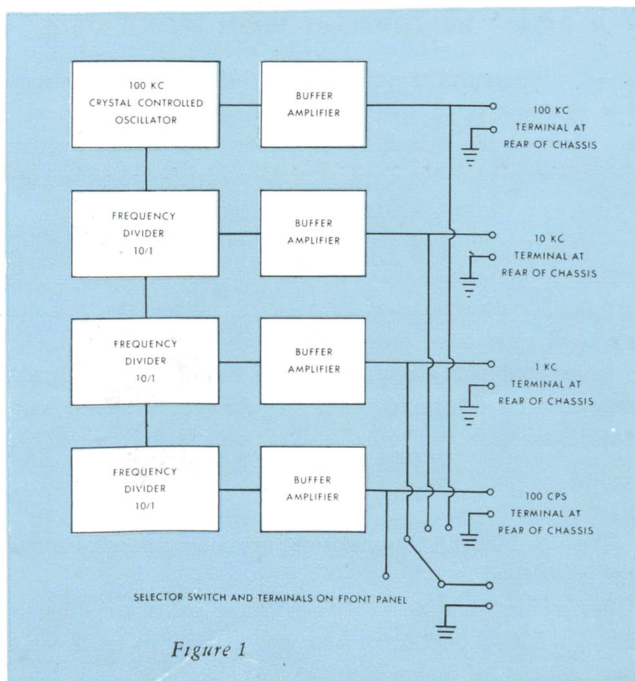 100 KC
CRYSTAL CONTROLLED
OSCILLATOR
BUFFER
AMPLIFIER
100 KC
TERMINAL AT
REAR OF CHASSIS
FREQUENCY
DIVIDER
10/1
BUFFER
AMPLIFIER
10 KC
TERMINAL AT
REAR OF CHASSIS
FREQUENCY
DIVIDER
10/1
BUFFER
AMPLIFIER
1 KC
TERMINAL AT
REAR OF CHASSIS
FREQUENCY
DIVIDER
10/1
BUFFER
AMPLIFIER
100 CPS
TERMINAL AT
REAR OF CHASSIS
SELECTOR SWITCH AND TERMINALS ON FRONT PANEL
Figure 1